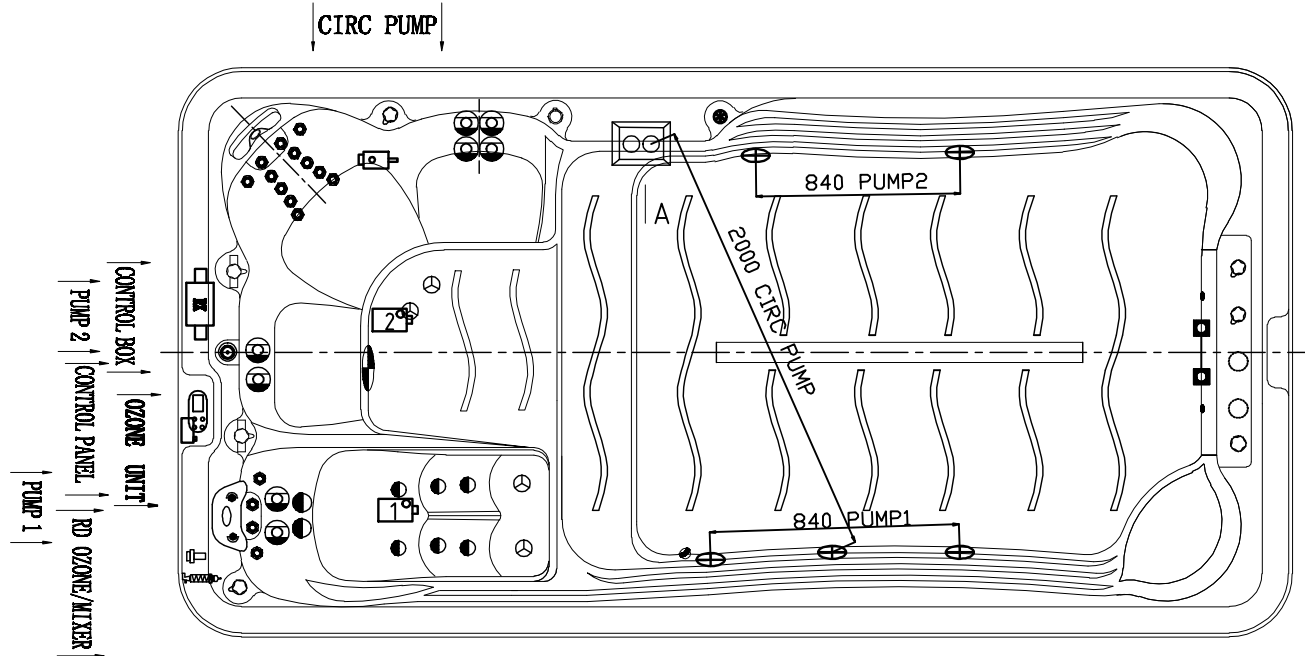 CIRC PUMP
840 PUMP2
A
2000 CIRC PUMP
CONTROL BOX
PUMP 2
2
CONTROL PANEL
OZONE UNIT
PUMP 1
1
RD OZONE/MIXER
840 PUMP1